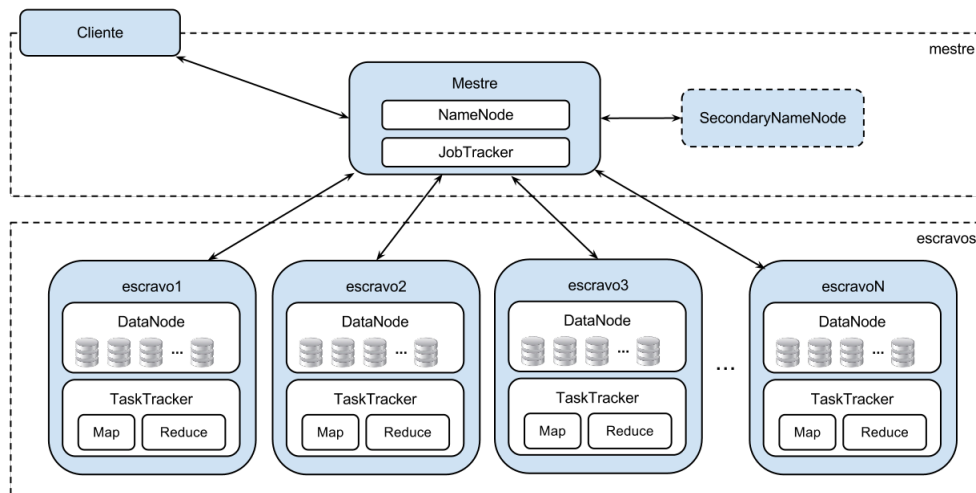 Cliente
mestre
Mestre
NameNode
SecondaryNameNode
JobTracker
escravos
escravo1
DataNode
...
TaskTracker
Map Reduce
escravo2
DataNode
...
TaskTracker
Map Reduce
escravo3
DataNode
...
TaskTracker
Map Reduce
...
escravoN
DataNode
...
TaskTracker
Map Reduce